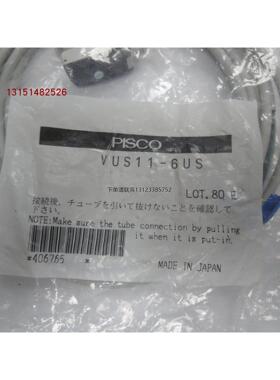 13151482526
PISCO
VUS11-6US
下单请联系13123385752
LOT.80
接続後，チューブを引いて抜けないことを確認して
下さい。
NOTE:Make sure the tube connection by pulling
it when it is put-in.
*406765 *
MADE IN JAPAN